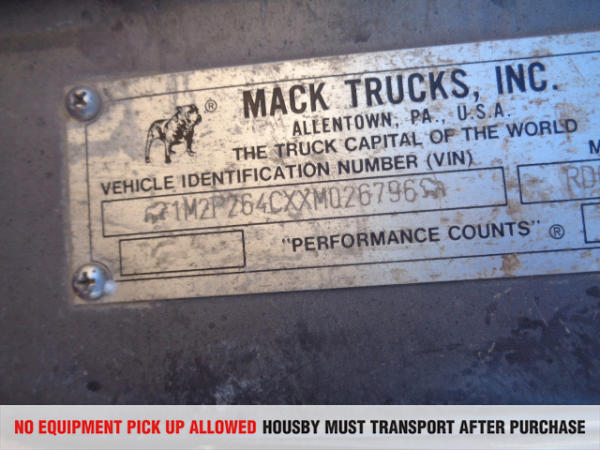 ®
MACK TRUCKS, INC.
ALLENTOWN, PA., U.S.A.
THE TRUCK CAPITAL OF THE WORLD
VEHICLE IDENTIFICATION NUMBER (VIN) M
1M2P264CXXM026796 RD
"PERFORMANCE COUNTS" ®
NO EQUIPMENT PICK UP ALLOWED HOUSBY MUST TRANSPORT AFTER PURCHASE